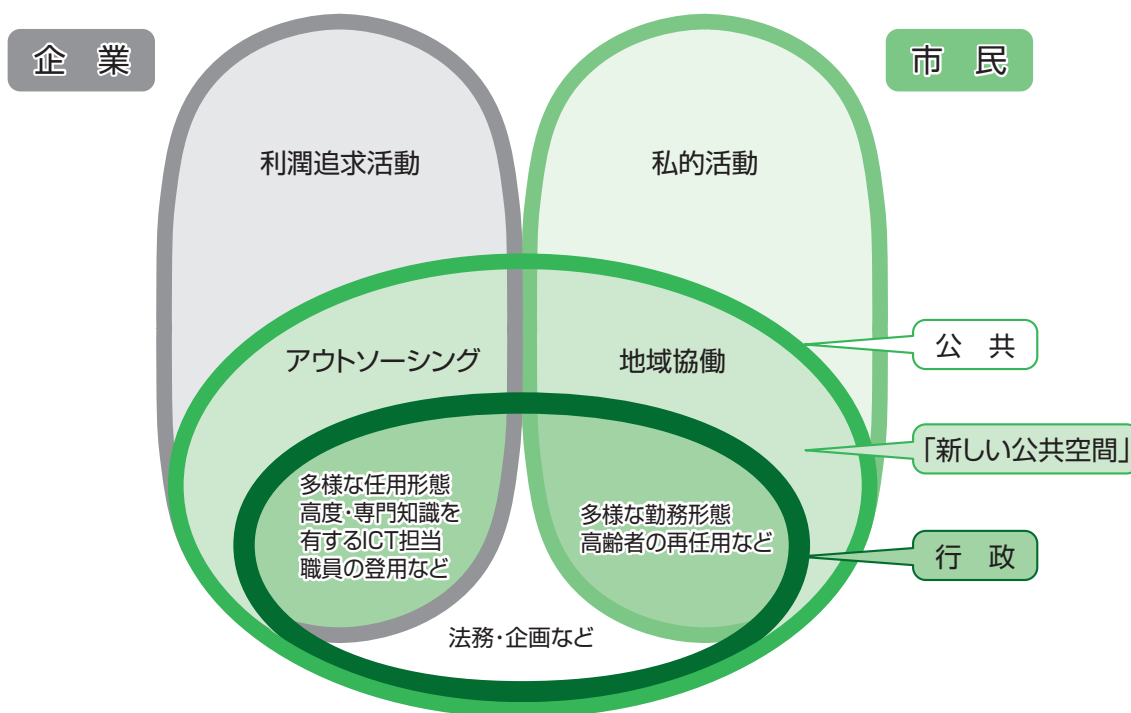 企 業
市 民
利潤追求活動
私的活動
アウトソーシング
地域協働
公 共
「新しい公共空間」
多様な任用形態
高度・専門知識を
有するICT担当
職員の登用など
多様な勤務形態
高齢者の再任用など
行 政
法務・企画など